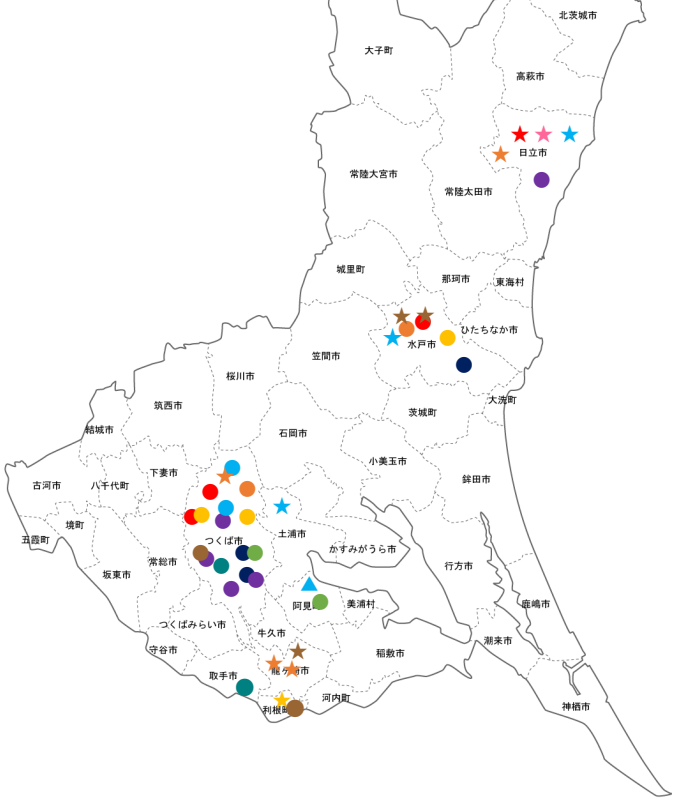 北茨城市
大子町
高萩市
日立市
常陸大宮市
常陸太田市
城里町
那珂市
東海村
ひたちなか市
水戸市
笠間市
桜川市
大洗町
筑西市
茨城町
結城市
石岡市
小美玉市
下妻市
鉾田市
古河市
八千代町
境町
土浦市
五霞町
つくば市
かすみがうら市
常総市
行方市
坂東市
阿見
美浦村
鹿嶋市
つくばみらい市
牛久市
潮来市
守谷市
稲敷市
龍ケ崎市
取手市
河内町
利根町
神栖市